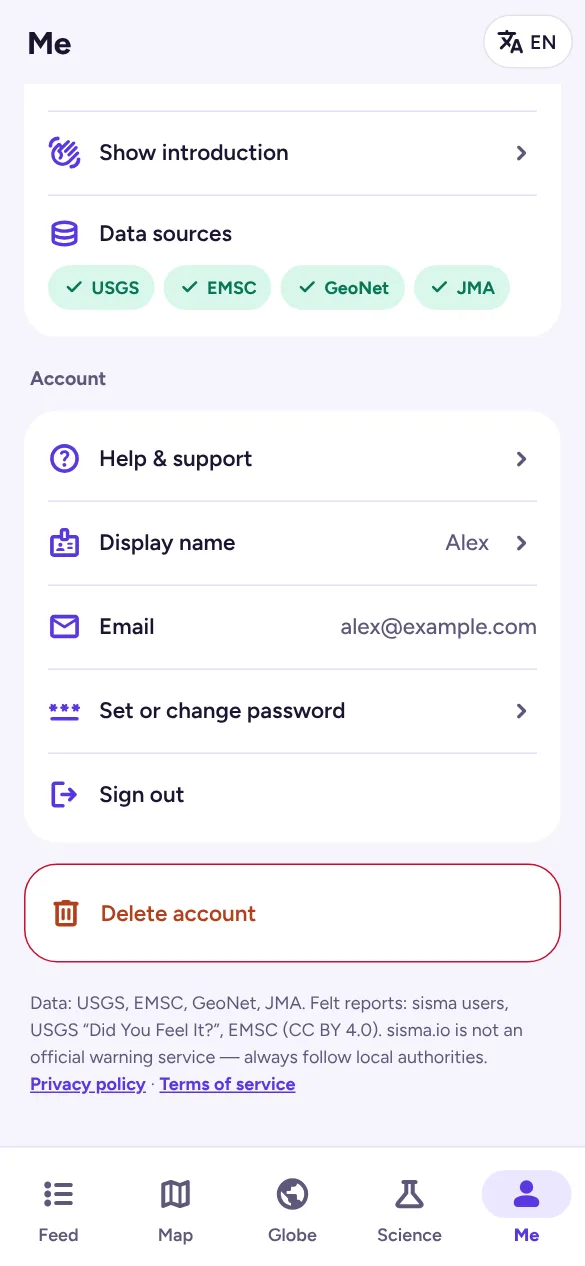 Me
EN
Show introduction
Data sources
USGS
EMSC
GeoNet
JMA
Account
Help & support
Display name
Alex
Email
alex@example.com
Set or change password
Sign out
Delete account
Data: USGS, EMSC, GeoNet, JMA. Felt reports: sisma users,
USGS “Did You Feel It?”, EMSC (CC BY 4.0). sisma.io is not an
official warning service — always follow local authorities.
Privacy policy · Terms of service
Feed
Map
Globe
Science
Me